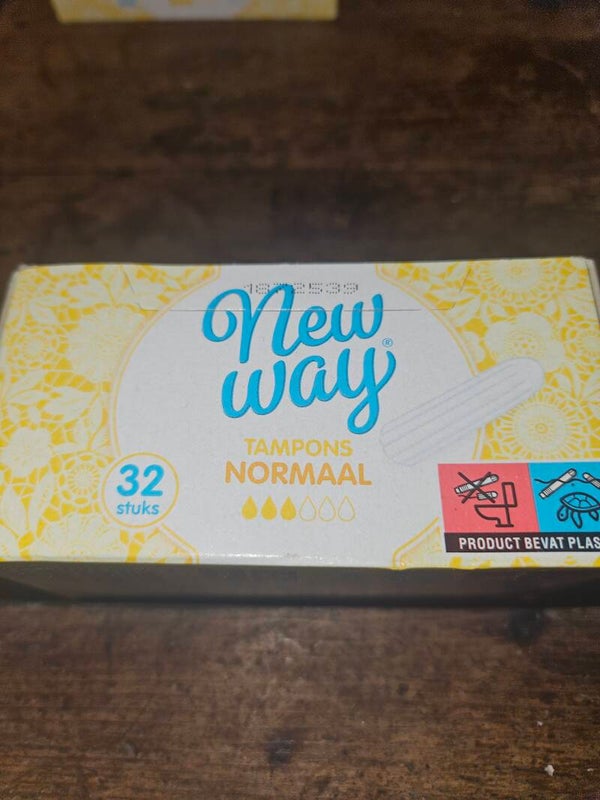 New
way®
TAMPONS
NORMAAL
32
stuks
PRODUCT BEVAT PLAS